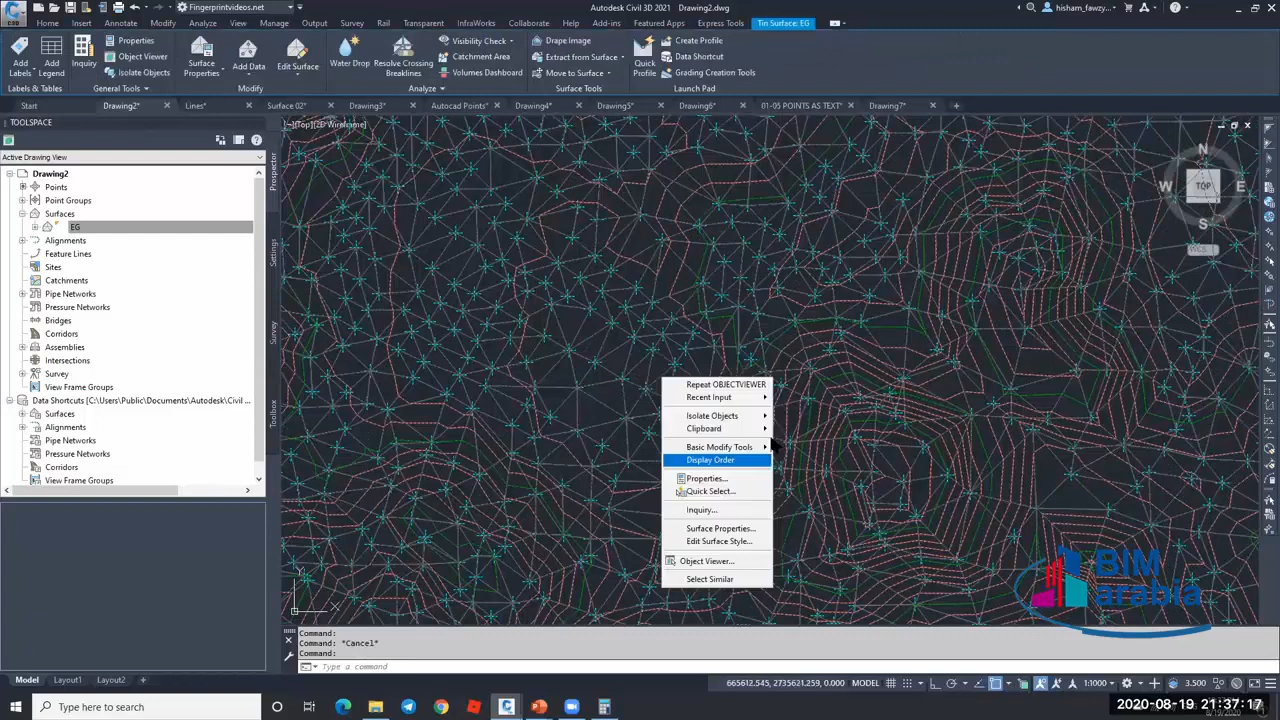 C3D
Fingerprintvideos.net
Autodesk Civil 3D 2021 Drawing2.dwg
hisham_fawzy...
Home
Insert
Annotate
Modify
Analyze
View
Manage
Output
Survey
Rail
Transparent
InfraWorks
Collaborate
Help
Add-ins
Featured Apps
Express Tools
Tin Surface: EG
Add Labels
Add Legend
Inquiry
Properties
Object Viewer
Isolate Objects
Surface Properties
Add Data
Edit Surface
Water Drop
Resolve Crossing Breaklines
Visibility Check
Catchment Area
Volumes Dashboard
Drape Image
Extract from Surface
Move to Surface
Quick Profile
Create Profile
Data Shortcut
Grading Creation Tools
Labels & Tables
General Tools
Modify
Analyze
Surface Tools
Launch Pad
Start
Drawing2*
Lines*
Surface 02*
Drawing3*
Autocad Points*
Drawing4*
Drawing5*
Drawing6*
01-05 POINTS AS TEXT*
Drawing7*
TOOLSPACE
Active Drawing View
Drawing2
Points
Point Groups
Surfaces
EG
Alignments
Feature Lines
Sites
Catchments
Pipe Networks
Pressure Networks
Bridges
Corridors
Assemblies
Intersections
Survey
View Frame Groups
Data Shortcuts [C:\Users\Public\Documents\Autodesk\Civil ...
Surfaces
Alignments
Pipe Networks
Pressure Networks
Corridors
View Frame Groups
Prospector
Settings
Survey
Toolbox
[–][Top][2D Wireframe]
N
W
TOP
E
S
WCS
Repeat OBJECTVIEWER
Recent Input
Isolate Objects
Clipboard
Basic Modify Tools
Display Order
Properties...
Quick Select...
Inquiry...
Surface Properties...
Edit Surface Style...
Object Viewer...
Select Similar
BIM
arabia
Y
X
Command:
Command: *Cancel*
Command:
Type a command
Model
Layout1
Layout2
665612.545, 2735621.259, 0.000
MODEL
1:1000
3.500
Type here to search
2020-08-19 21:37:17